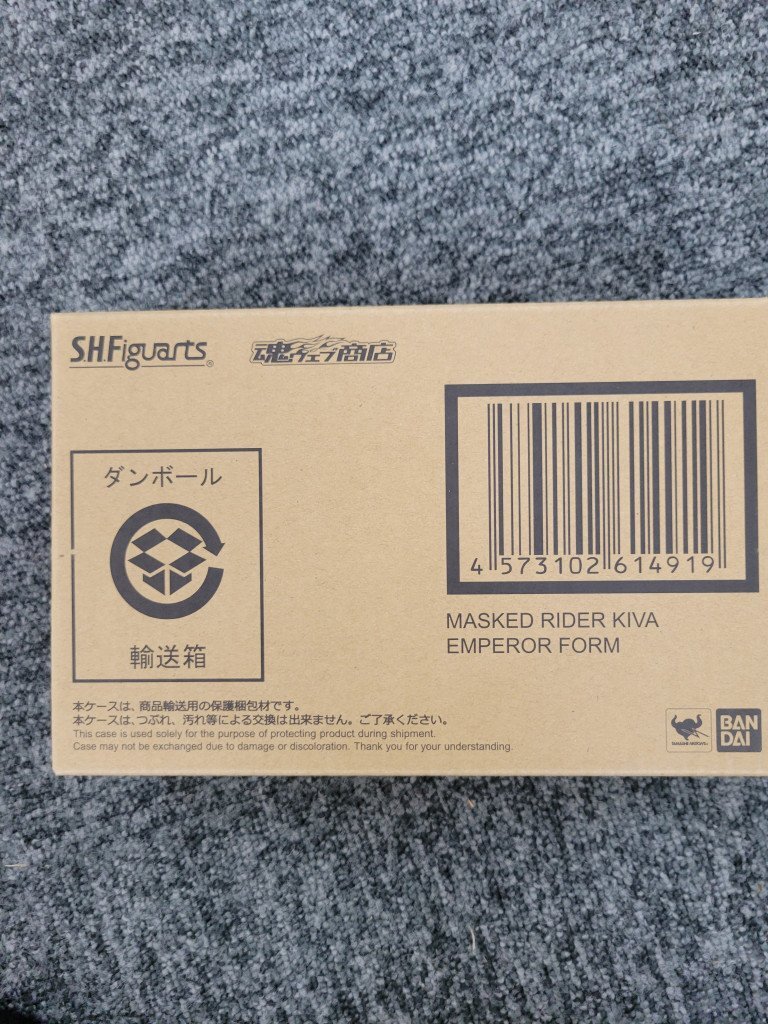 S.H.Figuarts®
魂ウェブ商店
ダンボール
輸送箱
4 573102 614919
MASKED RIDER KIVA
EMPEROR FORM
本ケースは、商品輸送用の保護梱包材です。
本ケースは、つぶれ、汚れ等による交換は出来ません。ご了承ください。
This case is used solely for the purpose of protecting product during shipment.
Case may not be exchanged due to damage or discoloration. Thank you for your understanding.
TAMASHII NATIONS
BAN
DAI